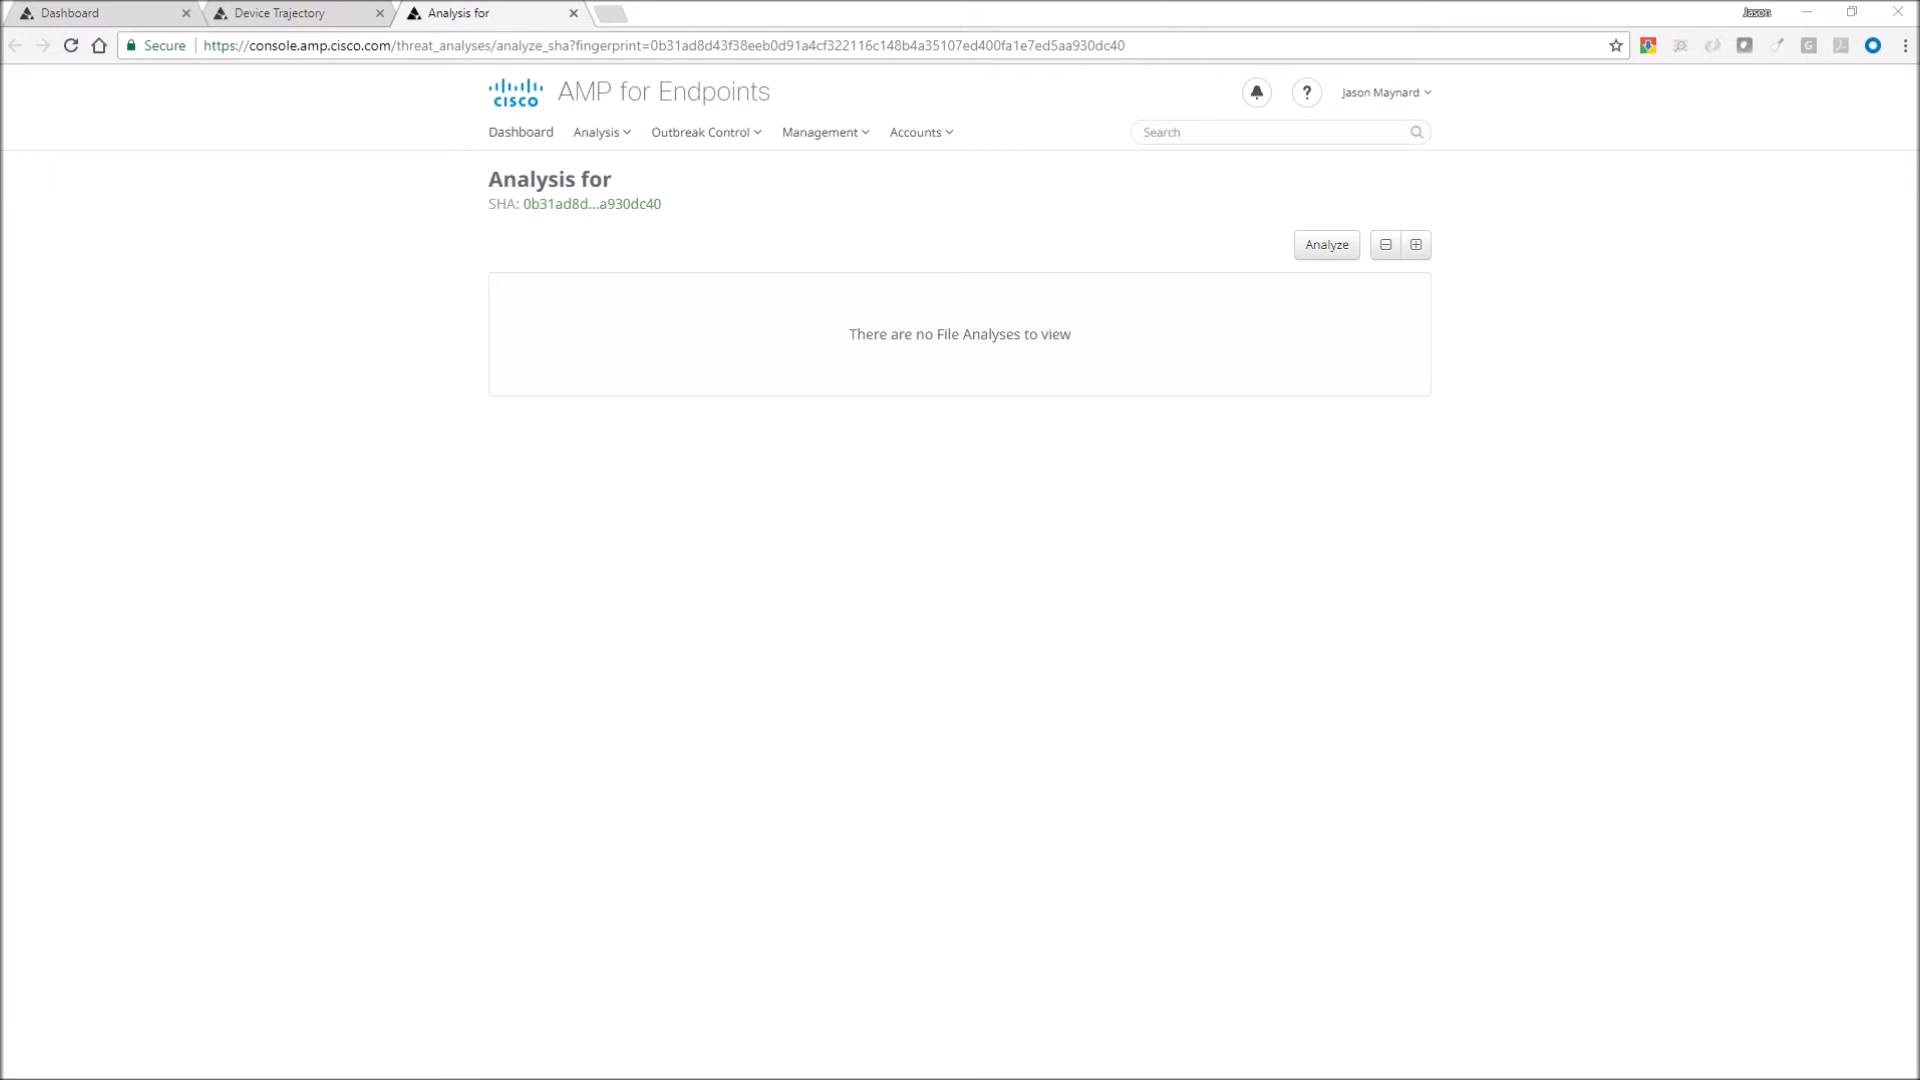 Dashboard
Device Trajectory
Analysis for
Jason
Secure
https://console.amp.cisco.com/threat_analyses/analyze_sha?fingerprint=0b31ad8d43f38eeb0d91a4cf322116c148b4a35107ed400fa1e7ed5aa930dc40
CISCO
AMP for Endpoints
?
Jason Maynard
Dashboard
Analysis
Outbreak Control
Management
Accounts
Search
Analysis for
SHA: 0b31ad8d...a930dc40
Analyze
There are no File Analyses to view